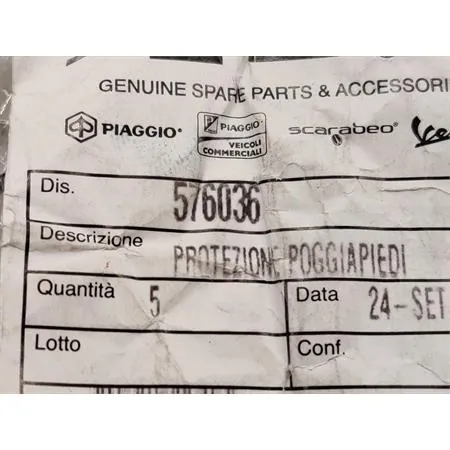 GENUINE SPARE PARTS & ACCESSORI
PIAGGIO® PIAGGIO VEICOLI COMMERCIALI scarabeo® Ve
Dis. 576036
Descrizione PROTEZIONE POGGIAPIEDI
Quantità 5 Data 24-SET
Lotto Conf.